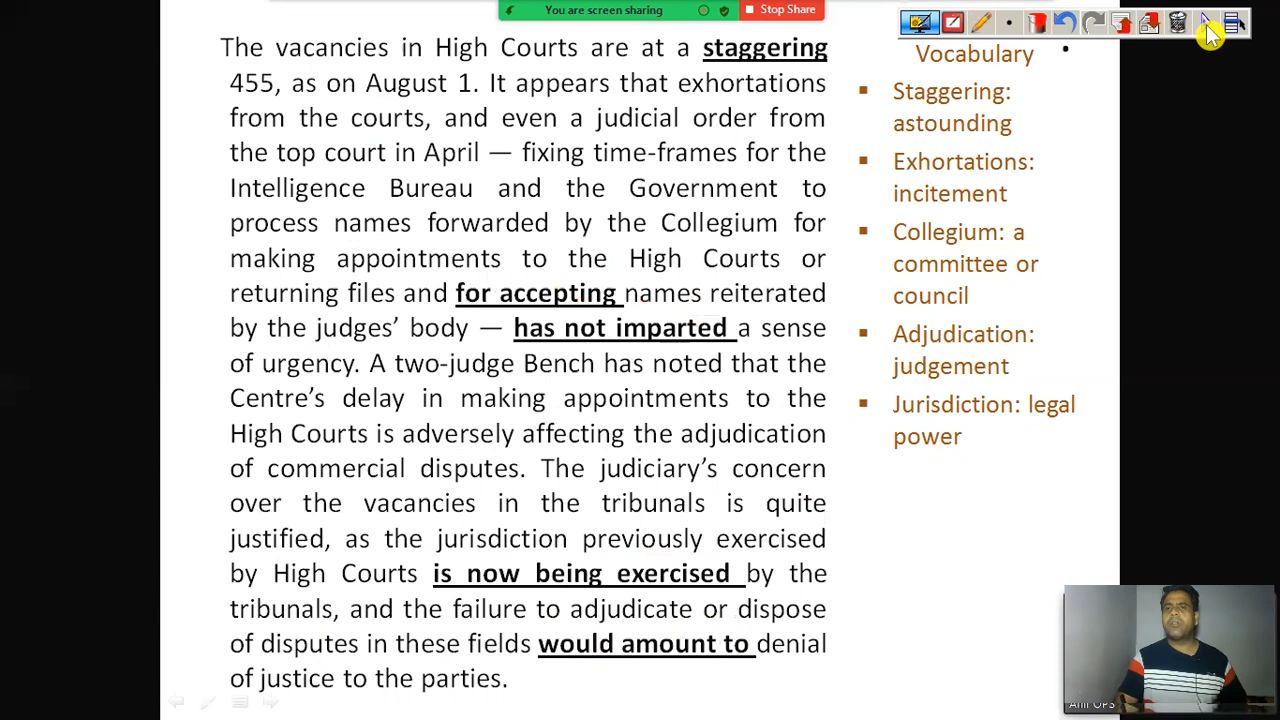 You are screen sharing
Stop Share
The vacancies in High Courts are at a staggering
455, as on August 1. It appears that exhortations
from the courts, and even a judicial order from
the top court in April — fixing time-frames for the
Intelligence Bureau and the Government to
process names forwarded by the Collegium for
making appointments to the High Courts or
returning files and for accepting names reiterated
by the judges’ body — has not imparted a sense
of urgency. A two-judge Bench has noted that the
Centre’s delay in making appointments to the
High Courts is adversely affecting the adjudication
of commercial disputes. The judiciary’s concern
over the vacancies in the tribunals is quite
justified, as the jurisdiction previously exercised
by High Courts is now being exercised by the
tribunals, and the failure to adjudicate or dispose
of disputes in these fields would amount to denial
of justice to the parties.
Vocabulary
▪ Staggering:
astounding
▪ Exhortations:
incitement
▪ Collegium: a
committee or
council
▪ Adjudication:
judgement
▪ Jurisdiction: legal
power